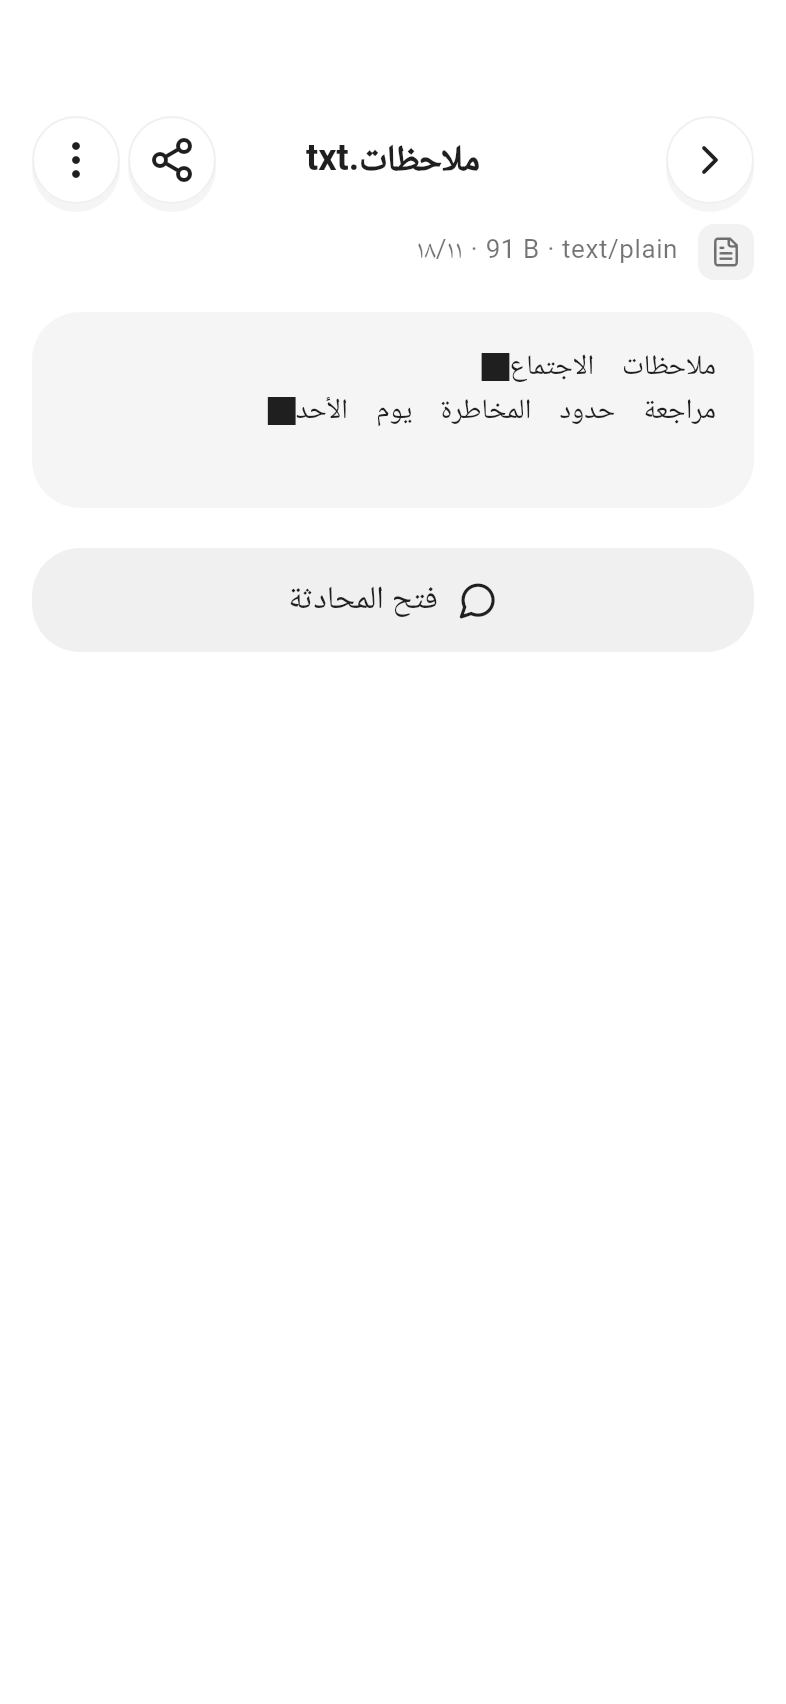 ملاحظات.txt
text/plain · 91 B · ١٨/١١
ملاحظات الاجتماع
مراجعة حدود المخاطرة يوم الأحد
فتح المحادثة